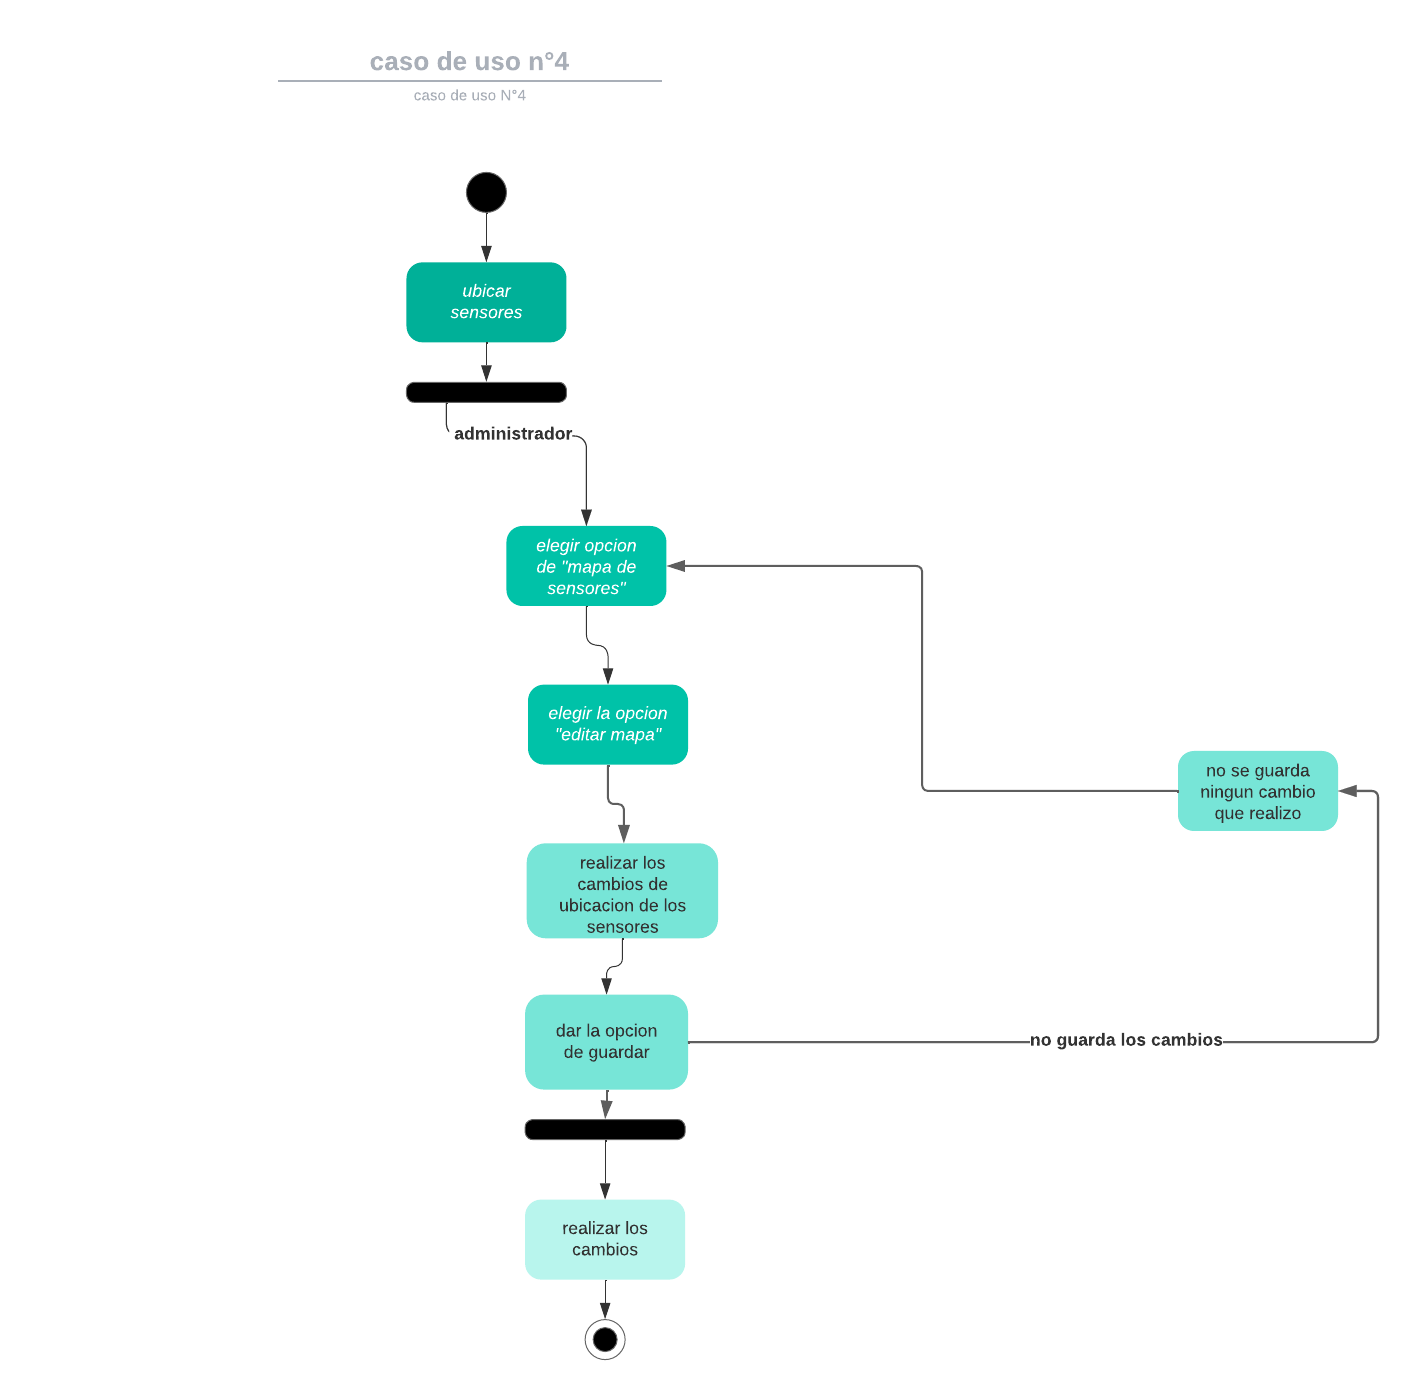 caso de uso n°4
caso de uso N°4
ubicar
sensores
administrador
elegir opcion
de "mapa de
sensores"
elegir la opcion
"editar mapa"
no se guarda
ningun cambio
que realizo
realizar los
cambios de
ubicacion de los
sensores
dar la opcion
de guardar
no guarda los cambios
realizar los
cambios